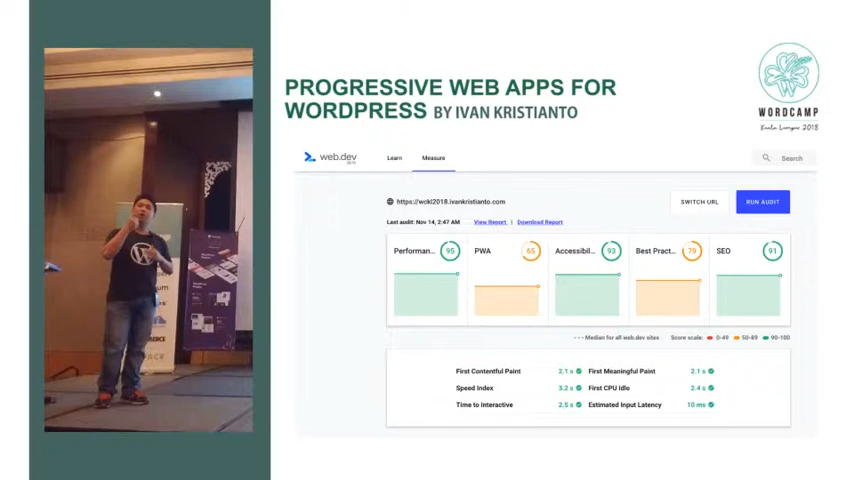 PROGRESSIVE WEB APPS FOR
WORDPRESS BY IVAN KRISTIANTO
WORDCAMP
Kuala Lumpur 2018
web.dev
Learn
Measure
Search
https://wckl2018.ivankristianto.com
SWITCH URL
RUN AUDIT
Last audit: Nov 14, 2:47 AM
View Report | Download Report
Performan... 95
PWA 65
Accessibil... 93
Best Pract... 79
SEO 91
Median for all web.dev sites
Score scale: 0-49 50-89 90-100
First Contentful Paint 2.1 s
First Meaningful Paint 2.1 s
Speed Index 3.2 s
First CPU Idle 2.4 s
Time to Interactive 2.5 s
Estimated Input Latency 10 ms